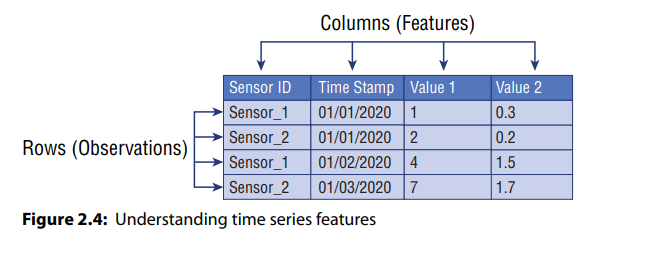 Columns (Features)
Sensor ID Time Stamp Value 1 Value 2
Sensor_1 01/01/2020 1 0.3
Sensor_2 01/01/2020 2 0.2
Rows (Observations)
Sensor_1 01/02/2020 4 1.5
Sensor_2 01/03/2020 7 1.7
Figure 2.4: Understanding time series features